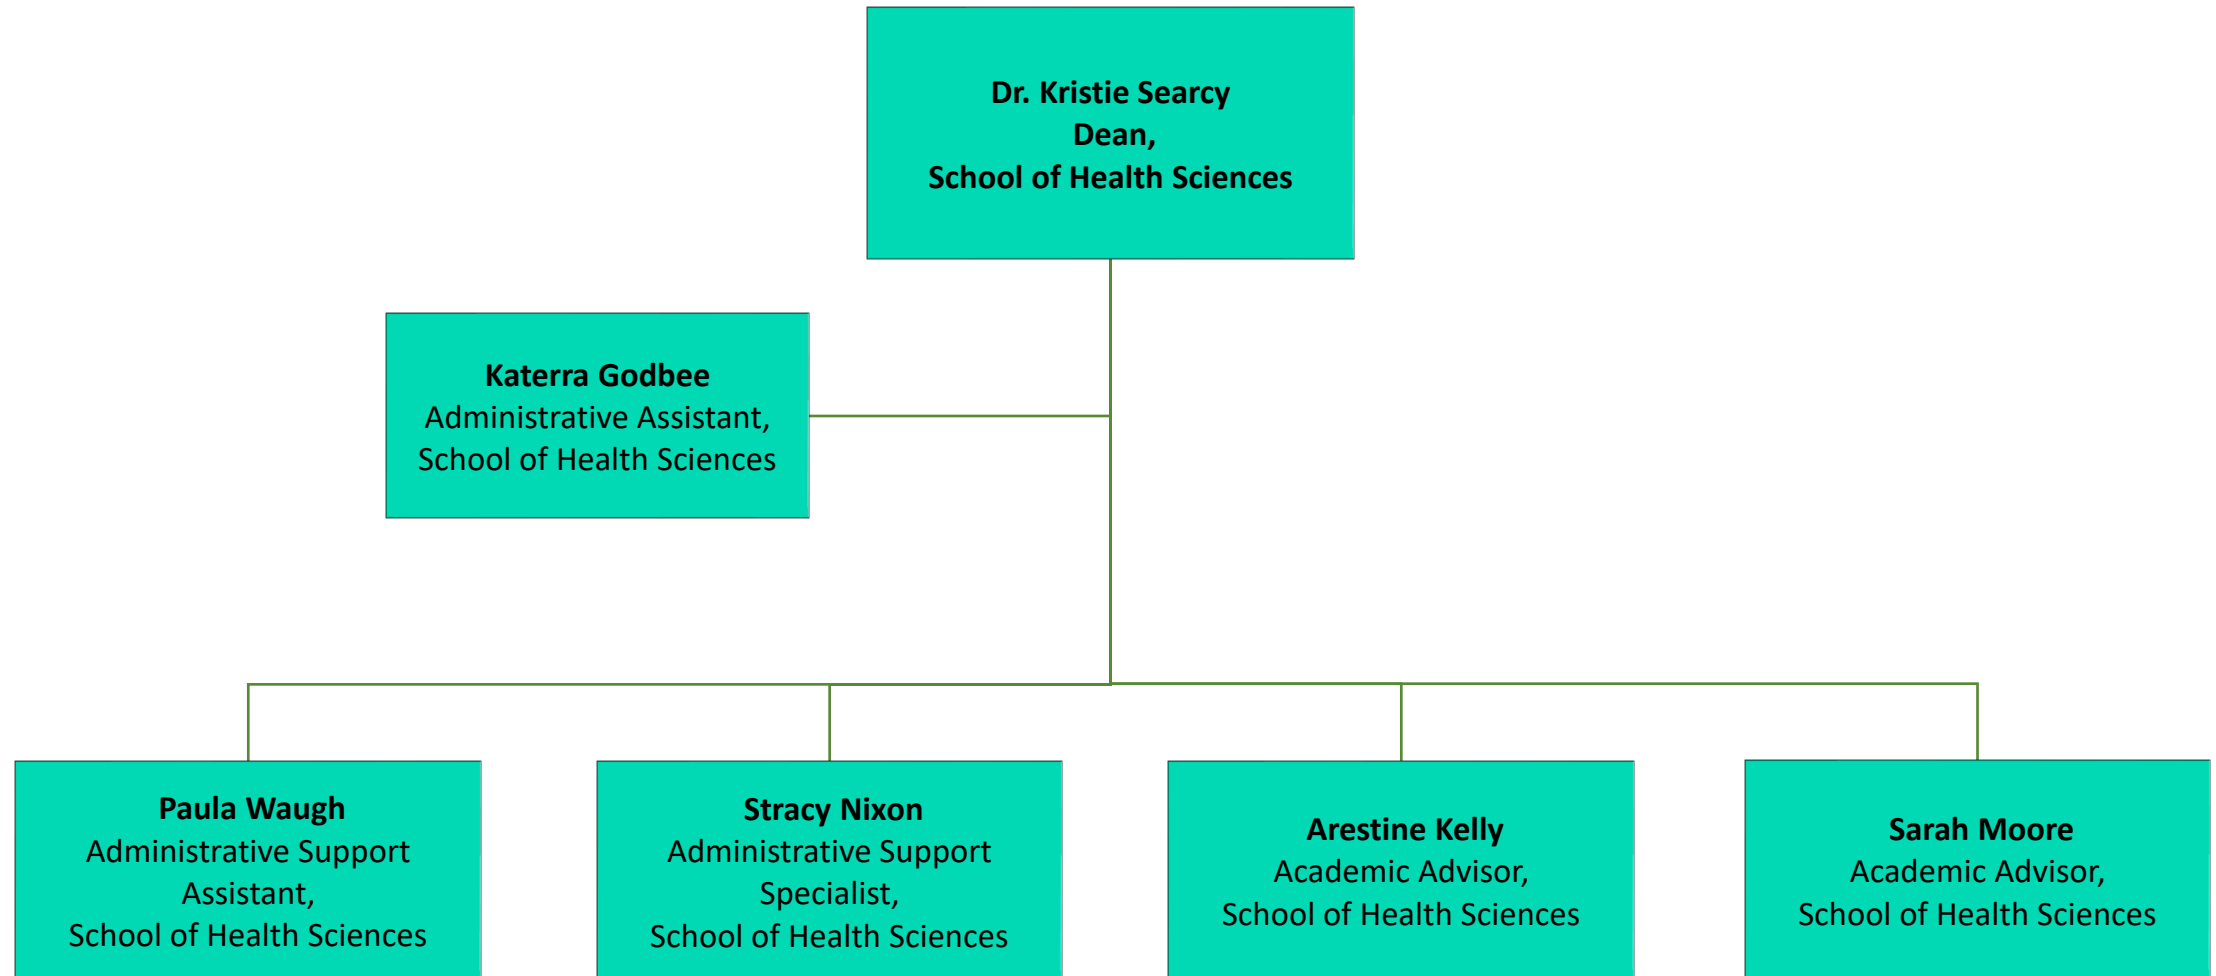 Dr. Kristie Searcy
Dean,
School of Health Sciences
Katerra Godbee
Administrative Assistant,
School of Health Sciences
Paula Waugh
Administrative Support
Assistant,
School of Health Sciences
Stracy Nixon
Administrative Support
Specialist,
School of Health Sciences
Arestine Kelly
Academic Advisor,
School of Health Sciences
Sarah Moore
Academic Advisor,
School of Health Sciences